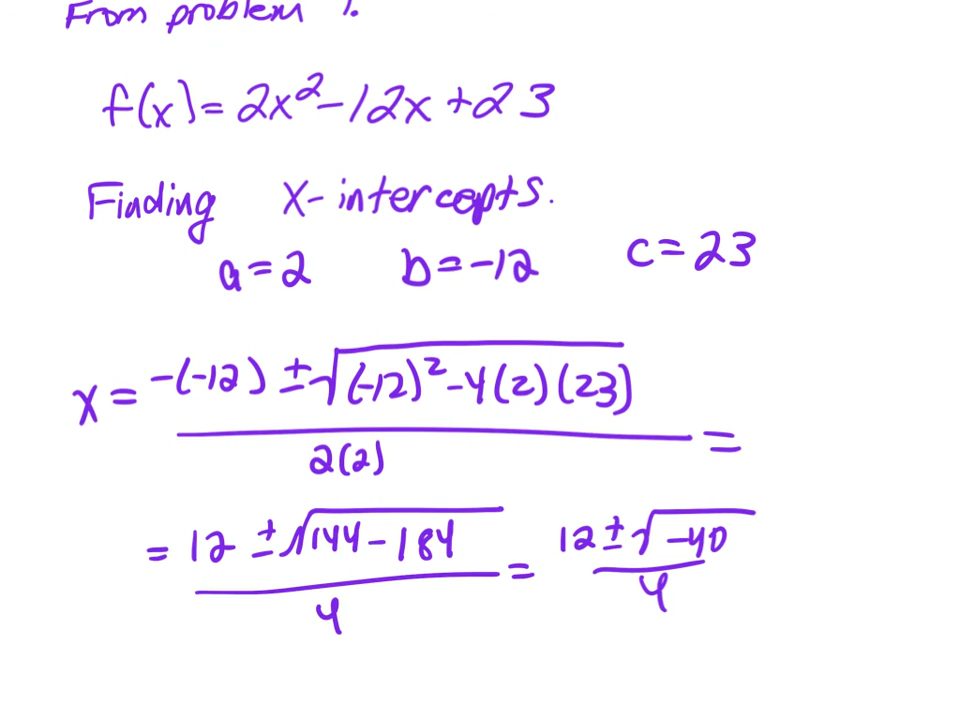 From problem 1.
f(x) = 2x² - 12x + 23
Finding x-intercepts.
a = 2 b = -12 c = 23
x = -(-12) ± √((-12)² - 4(2)(23)) / 2(2) =
= 12 ± √(144 - 184) / 4 = 12 ± √(-40) / 4